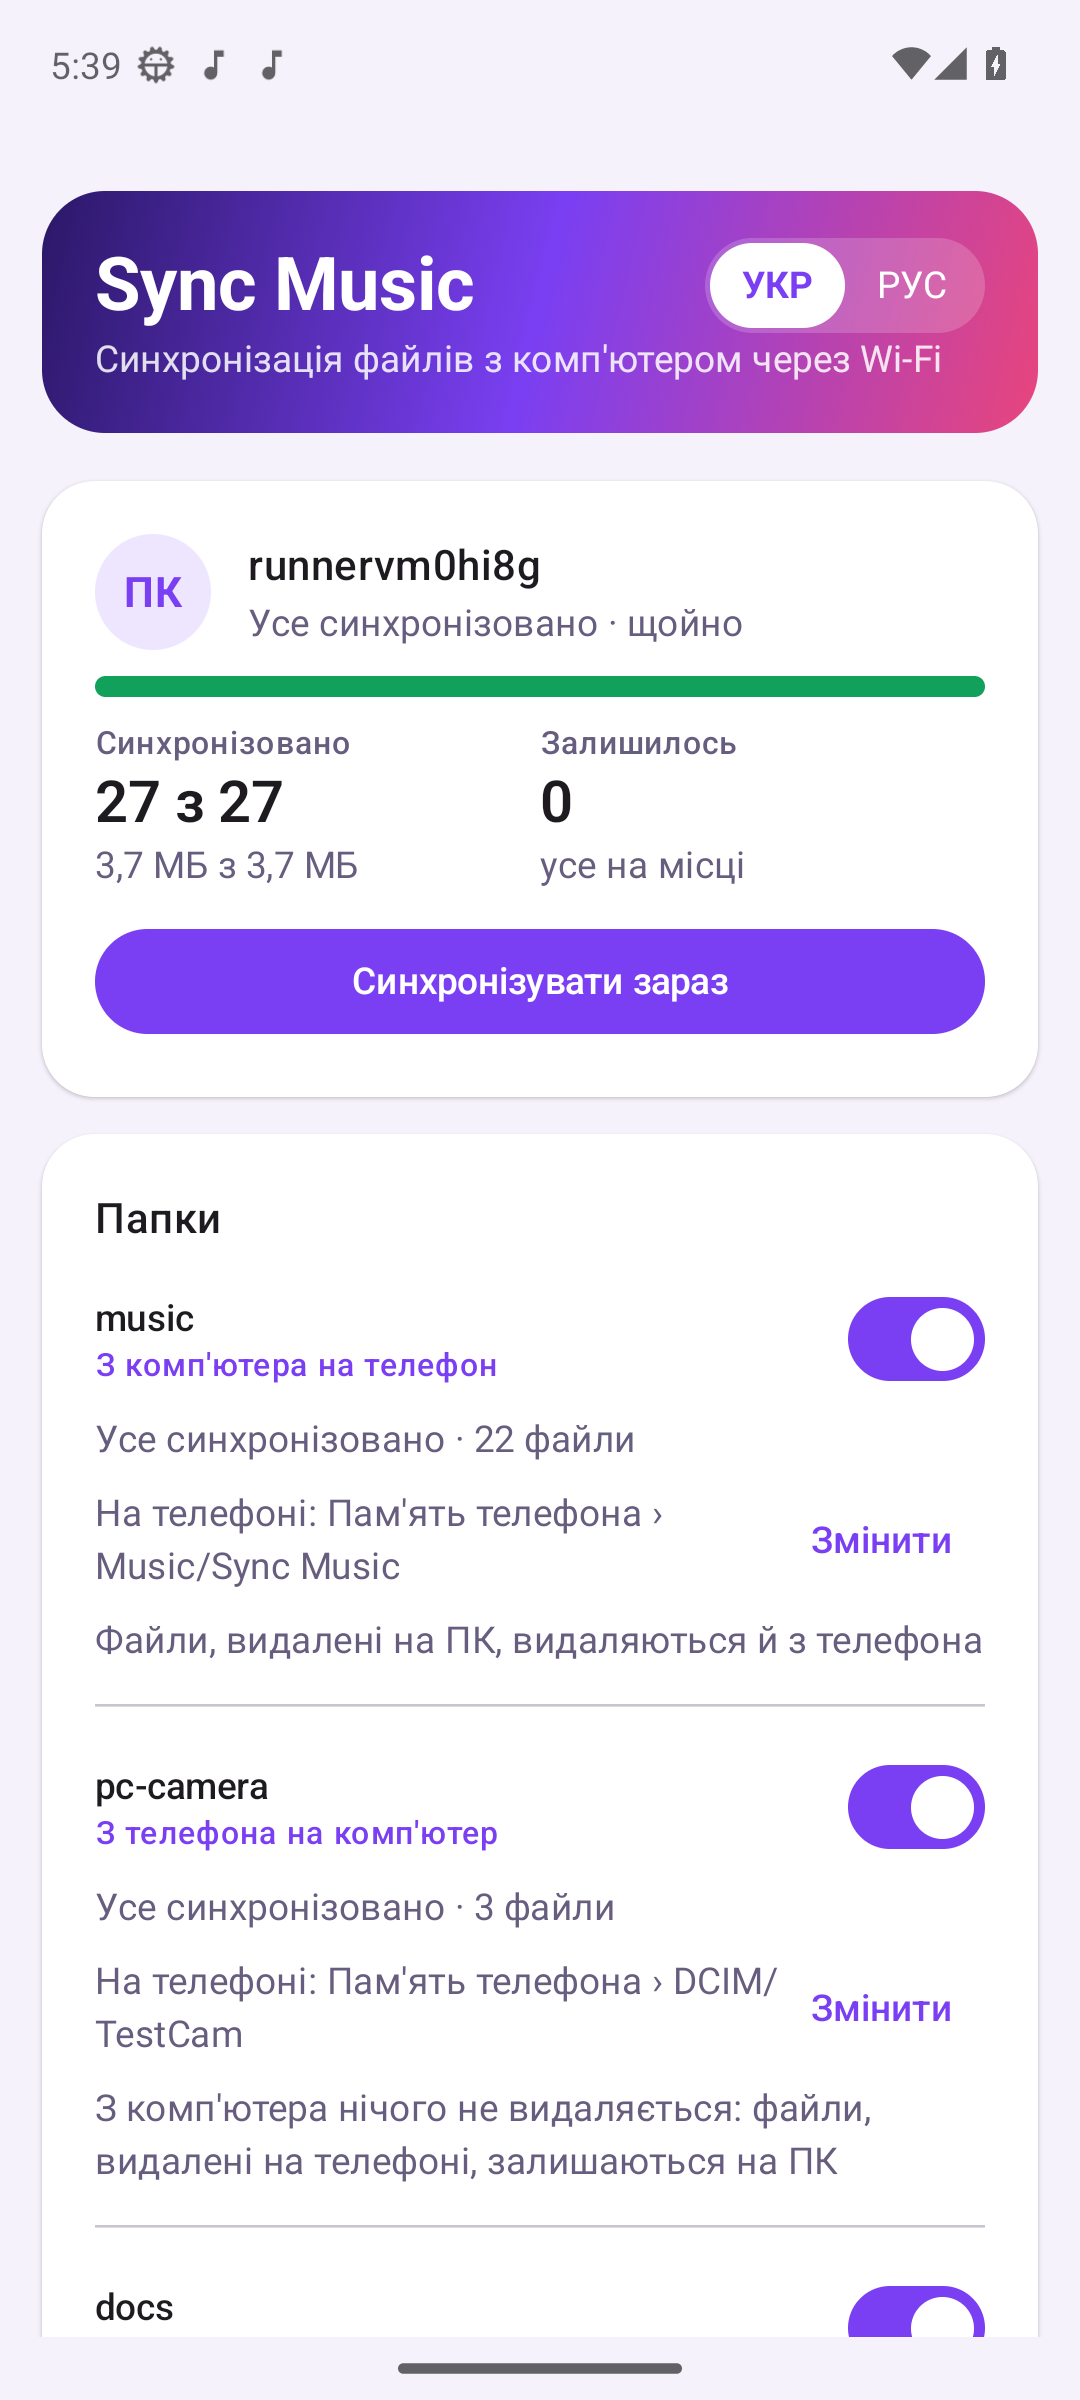 5:39
Sync Music
УКР
РУС
Синхронізація файлів з комп'ютером через Wi-Fi
ПК
runnervm0hi8g
Усе синхронізовано · щойно
Синхронізовано
Залишилось
27 з 27
0
3,7 МБ з 3,7 МБ
усе на місці
Синхронізувати зараз
Папки
music
З комп'ютера на телефон
Усе синхронізовано · 22 файли
На телефоні: Пам'ять телефона ›
Music/Sync Music
Змінити
Файли, видалені на ПК, видаляються й з телефона
pc-camera
З телефона на комп'ютер
Усе синхронізовано · 3 файли
На телефоні: Пам'ять телефона › DCIM/
TestCam
Змінити
З комп'ютера нічого не видаляється: файли,
видалені на телефоні, залишаються на ПК
docs